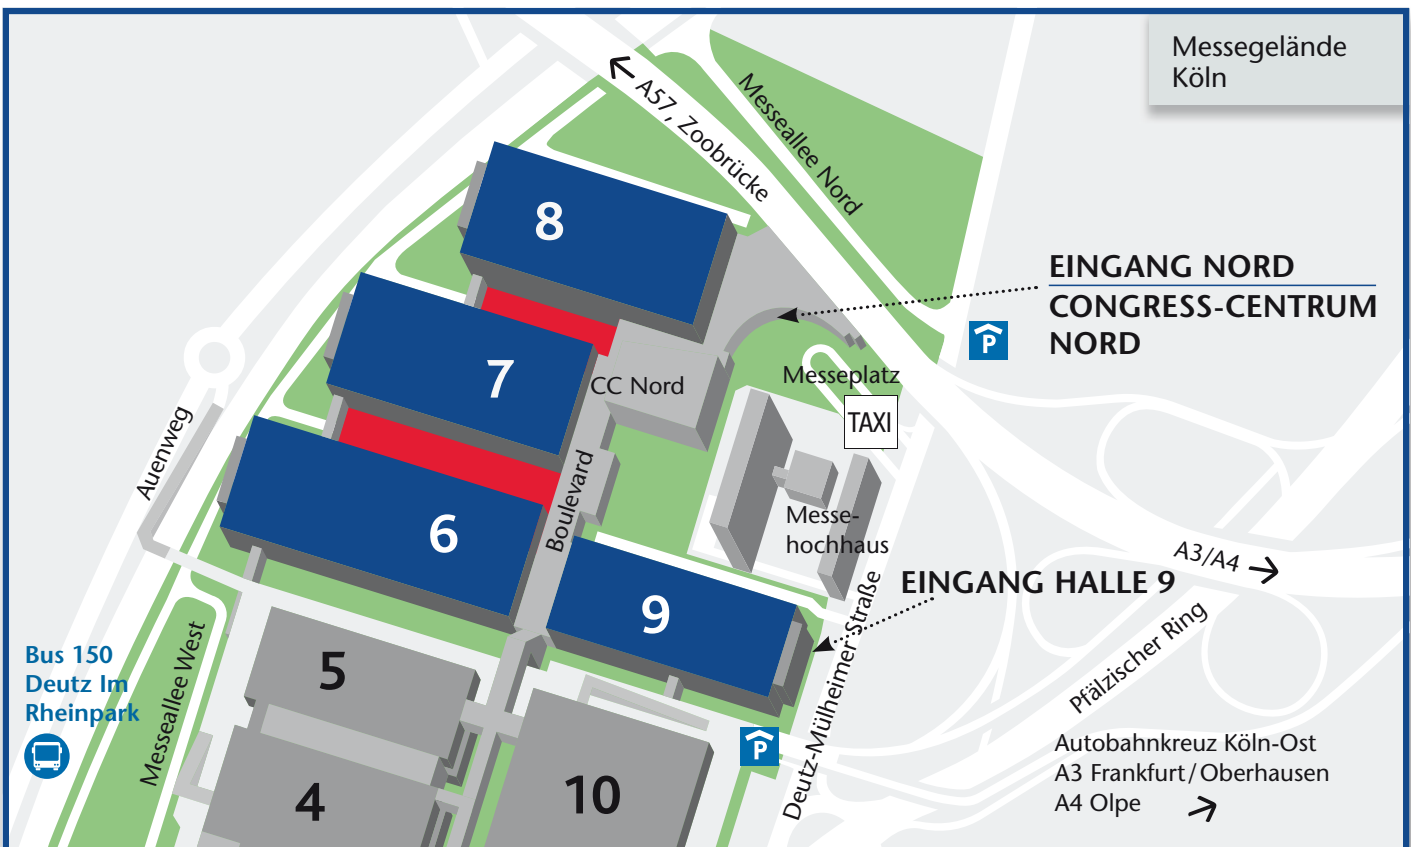 Messegelände
Köln
A57, Zoobrücke
Messeallee Nord
8
EINGANG NORD
CONGRESS-CENTRUM
NORD
P
7
CC Nord
Messeplatz
TAXI
Auenweg
Boulevard
6
Messe-
hochhaus
A3/A4
EINGANG HALLE 9
9
Deutz-Mülheimer Straße
Pfälzischer Ring
Bus 150
Deutz Im
Rheinpark
Messeallee West
5
P
Autobahnkreuz Köln-Ost
A3 Frankfurt/Oberhausen
A4 Olpe
4
10